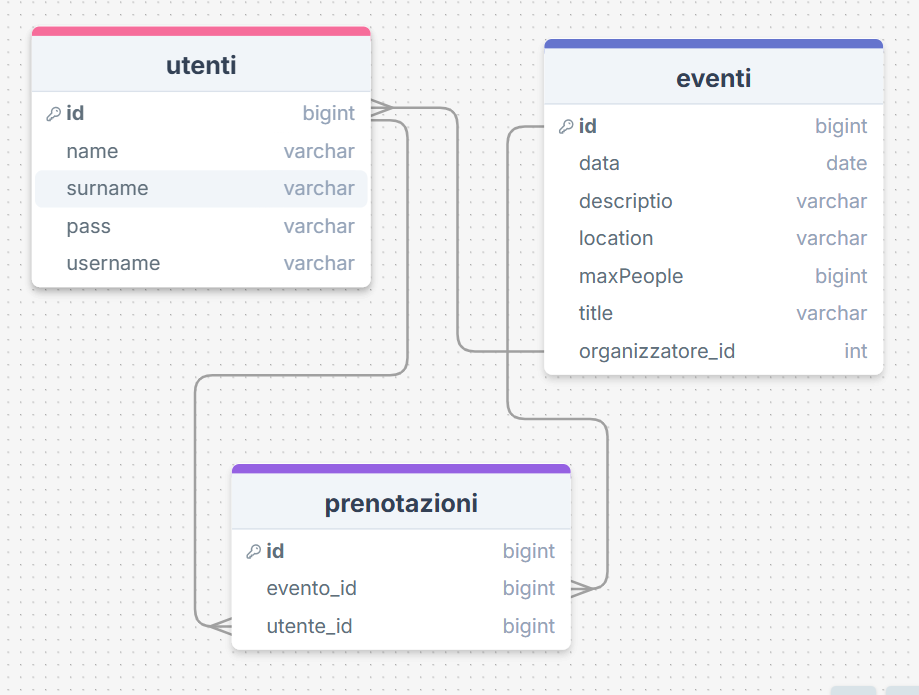 utenti
id bigint
name varchar
surname varchar
pass varchar
username varchar
eventi
id bigint
data date
descriptio varchar
location varchar
maxPeople bigint
title varchar
organizzatore_id int
prenotazioni
id bigint
evento_id bigint
utente_id bigint